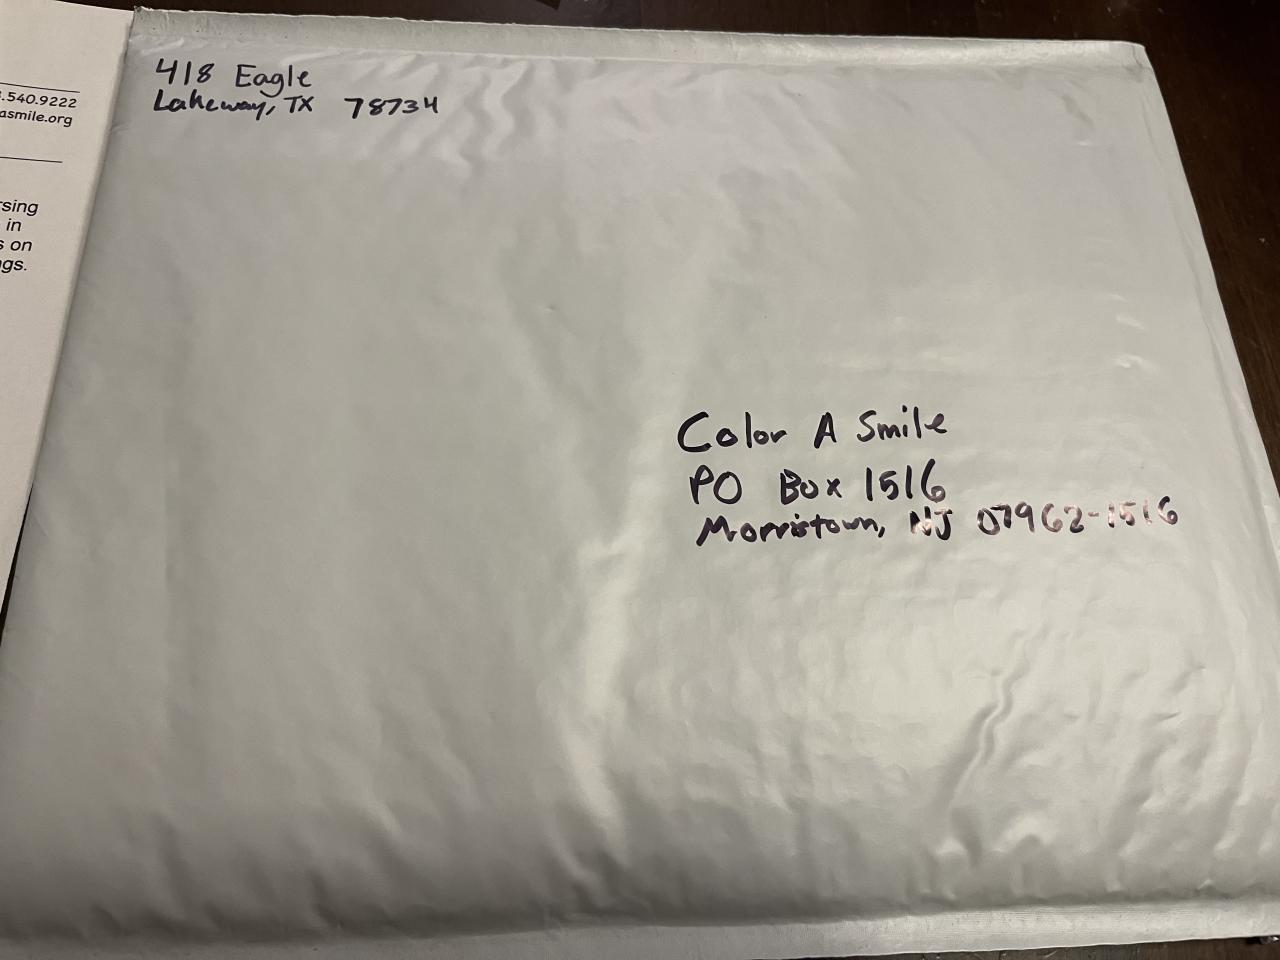 418 Eagle
Lakeway, TX 78734
Color A Smile
PO Box 1516
Morristown, NJ 07962-1516
.540.9222
asmile.org
rsing
in
s on
gs.